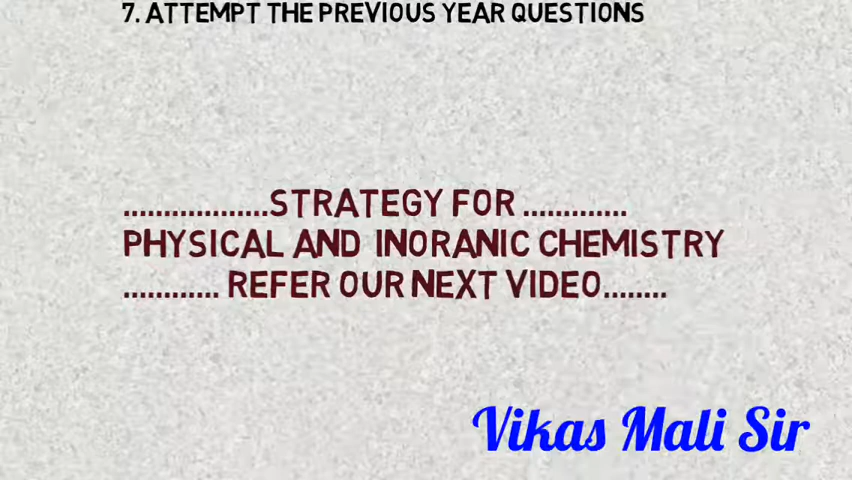 7. ATTEMPT THE PREVIOUS YEAR QUESTIONS
..................STRATEGY FOR .............
PHYSICAL AND INORANIC CHEMISTRY
............ REFER OUR NEXT VIDEO........
Vikas Mali Sir